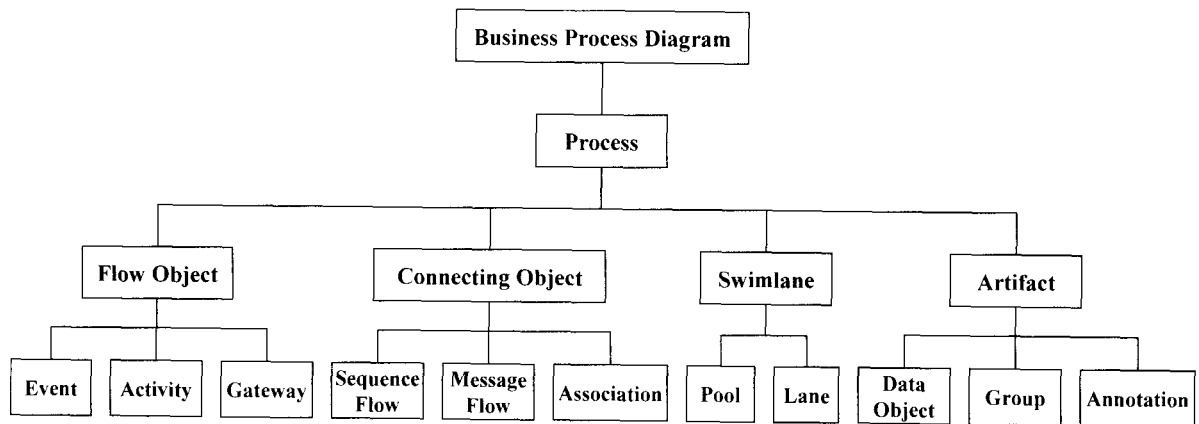 Business Process Diagram
Process
Flow Object
Connecting Object
Swimlane
Artifact
Event
Activity
Gateway
Sequence
Flow
Message
Flow
Association
Pool
Lane
Data
Object
Group
Annotation